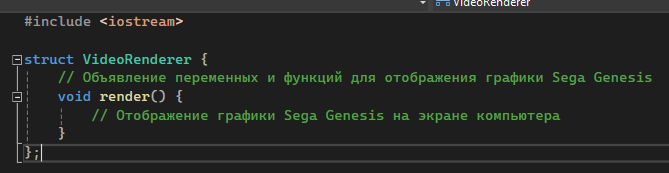 VideoRenderer
#include <iostream>
struct VideoRenderer {
// Объявление переменных и функций для отображения графики Sega Genesis
void render() {
// Отображение графики Sega Genesis на экране компьютера
}
};